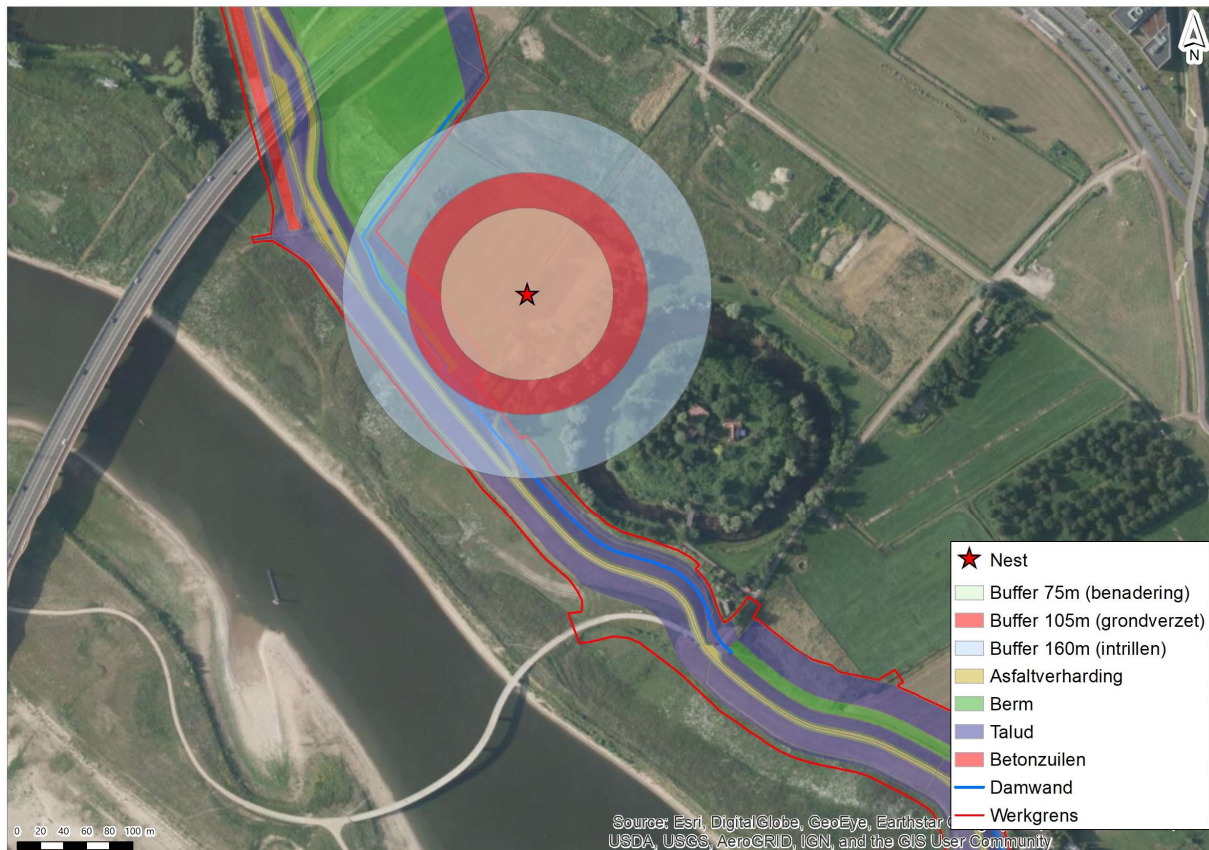 N
Nest
Buffer 75m (benadering)
Buffer 105m (grondverzet)
Buffer 160m (intrillen)
Asfaltverharding
Berm
Talud
Betonzuilen
Damwand
Werkgrens
0 20 40 60 80 100 m
Source: Esri, DigitalGlobe, GeoEye, Earthstar
USDA, USGS, AeroGRID, IGN, and the GIS User Community